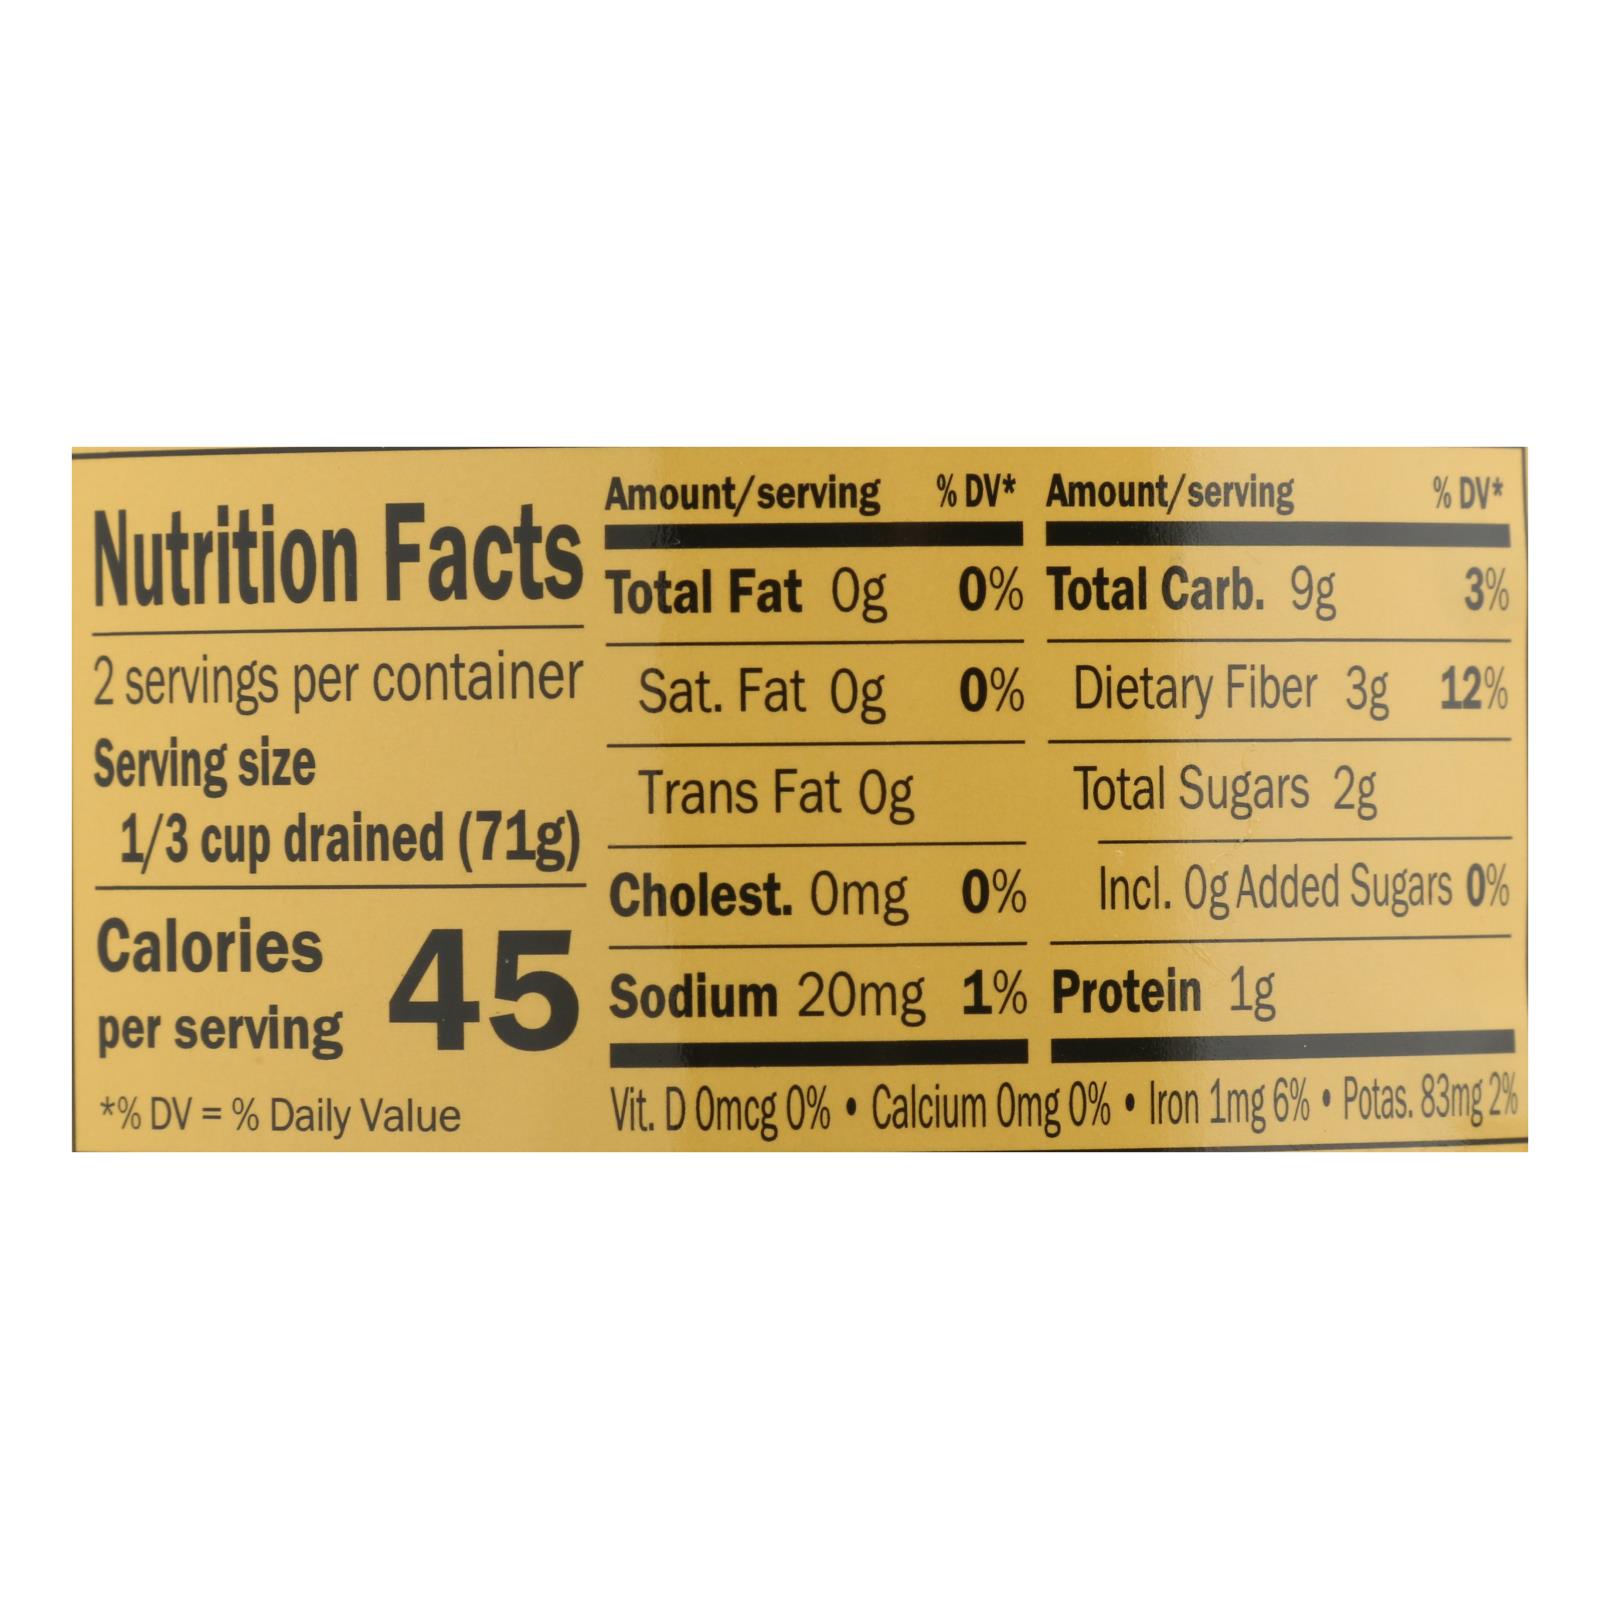 Nutrition Facts
2 servings per container
Serving size
1/3 cup drained (71g)
Calories
per serving
45
*% DV = % Daily Value
Amount/serving % DV*
Total Fat 0g 0%
Sat. Fat 0g 0%
Trans Fat 0g
Cholest. 0mg 0%
Sodium 20mg 1%
Amount/serving % DV*
Total Carb. 9g 3%
Dietary Fiber 3g 12%
Total Sugars 2g
Incl. 0g Added Sugars 0%
Protein 1g
Vit. D 0mcg 0% • Calcium 0mg 0% • Iron 1mg 6% • Potas. 83mg 2%